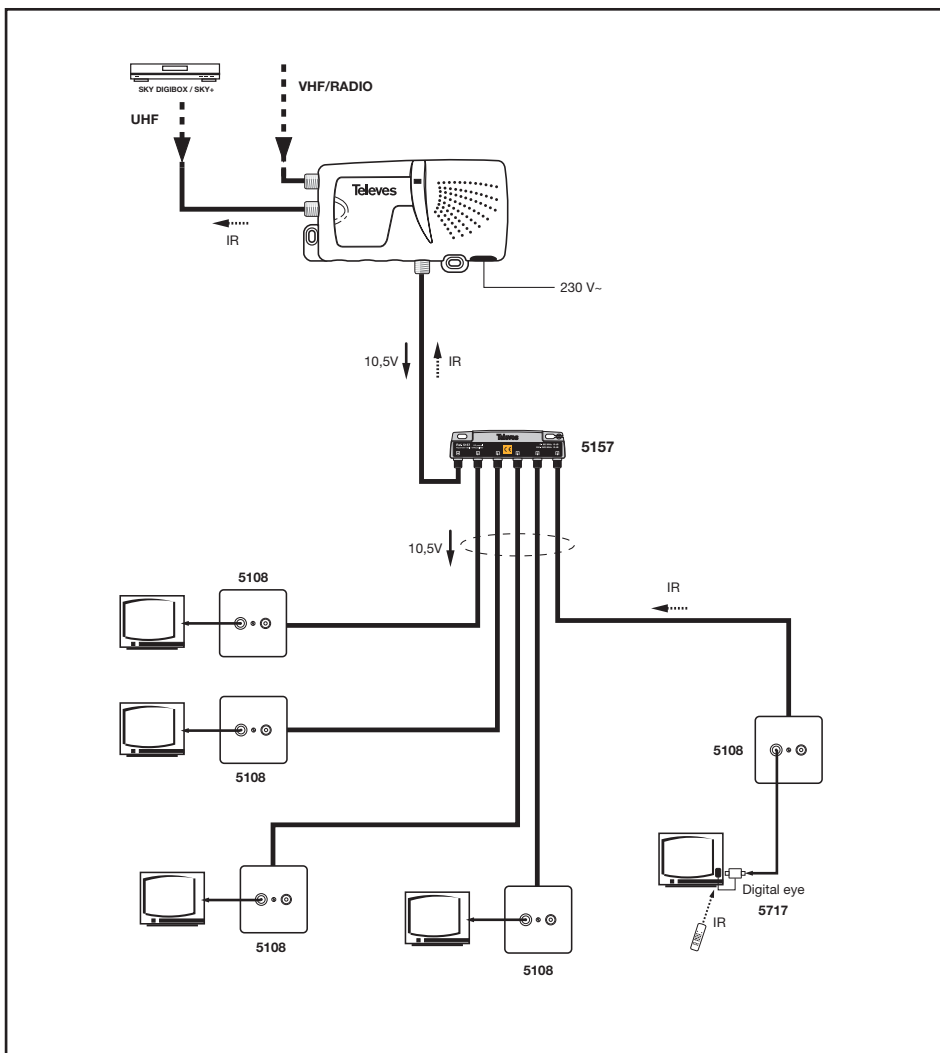 SKY DIGIBOX / SKY+
VHF/RADIO
UHF
Televes
IR
230 V~
10,5V
IR
Televes
5157
10,5V
IR
5108
5108
5108
5108
5108
Digital eye
5717
IR